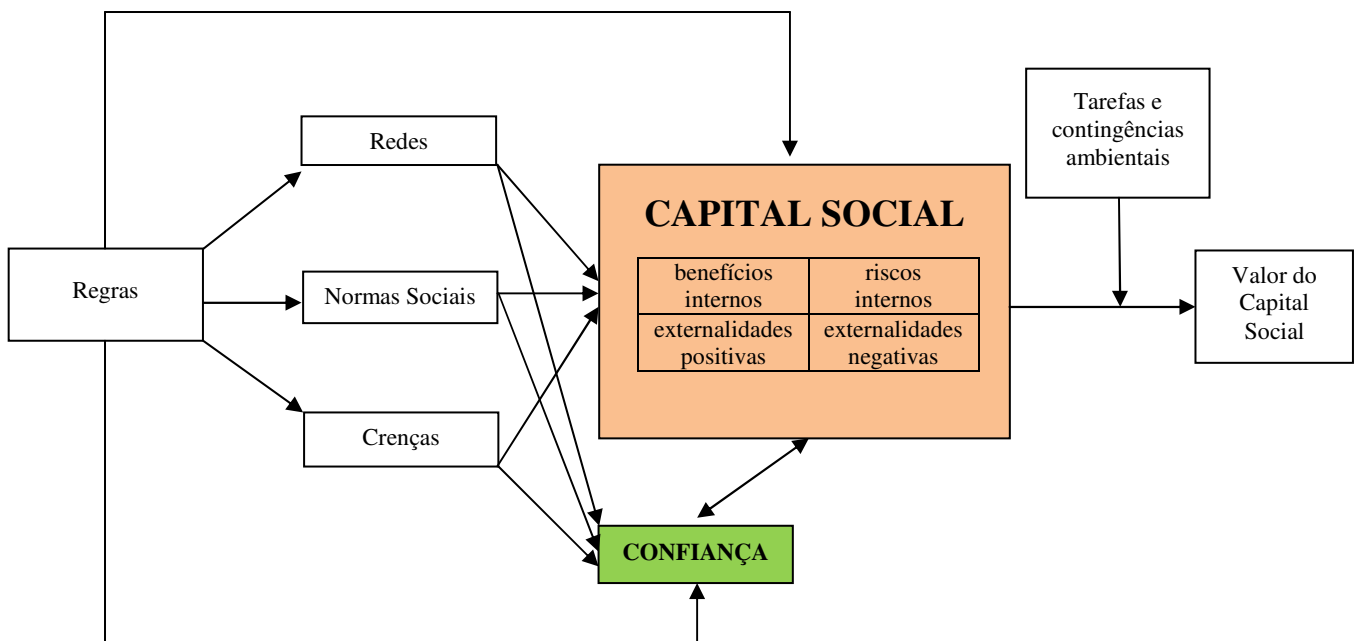 Regras
Redes
Normas Sociais
Crenças
CAPITAL SOCIAL
benefícios
internos
riscos
internos
externalidades
positivas
externalidades
negativas
CONFIANÇA
Tarefas e
contingências
ambientais
Valor do
Capital
Social